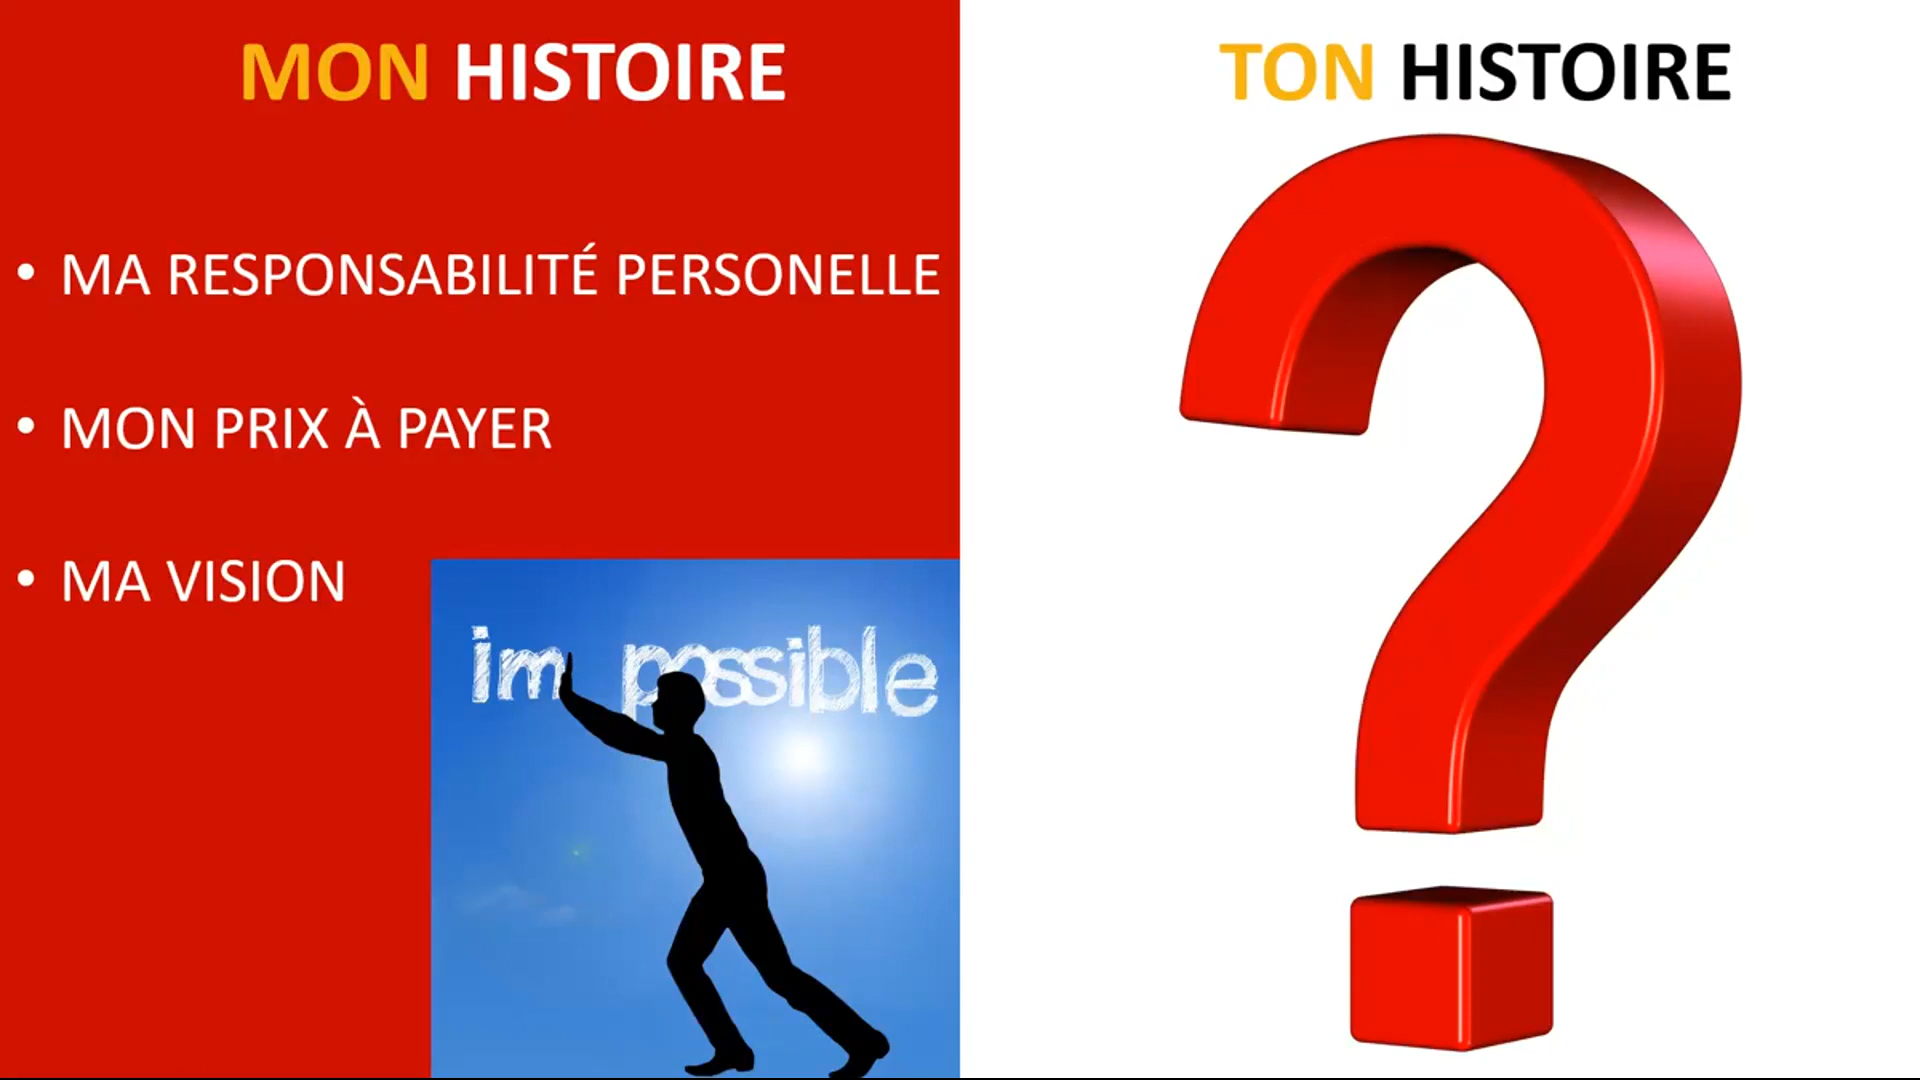 MON HISTOIRE
• MA RESPONSABILITÉ PERSONELLE
• MON PRIX À PAYER
• MA VISION
im possible
TON HISTOIRE
?